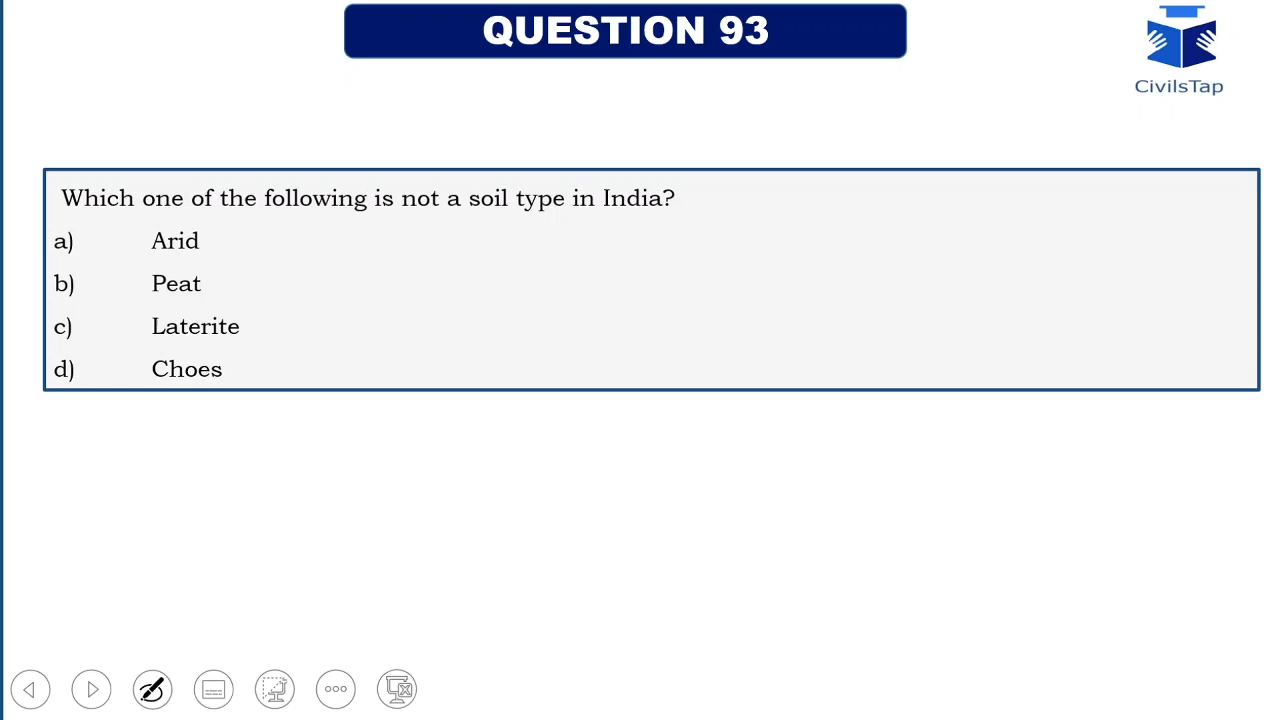 QUESTION 93
CivilsTap
Which one of the following is not a soil type in India?
a) Arid
b) Peat
c) Laterite
d) Choes